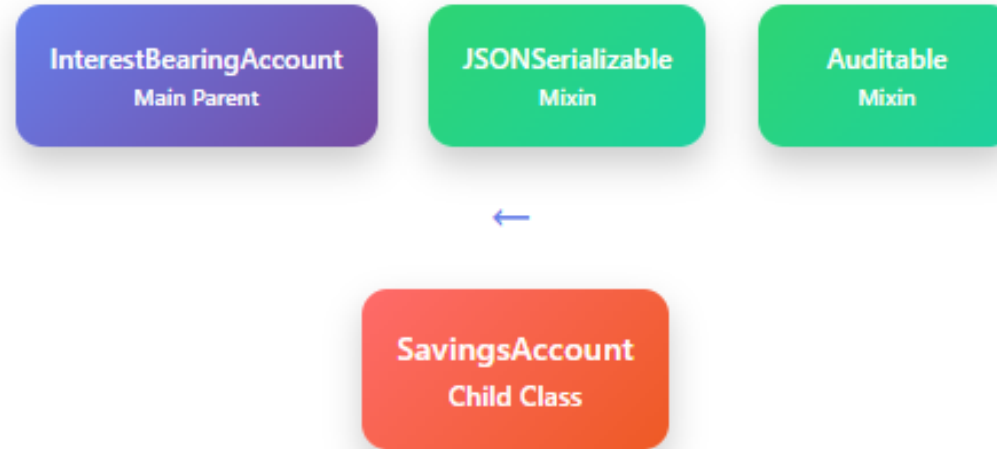 InterestBearingAccount
Main Parent
JSONSerializable
Mixin
Auditable
Mixin
←
SavingsAccount
Child Class